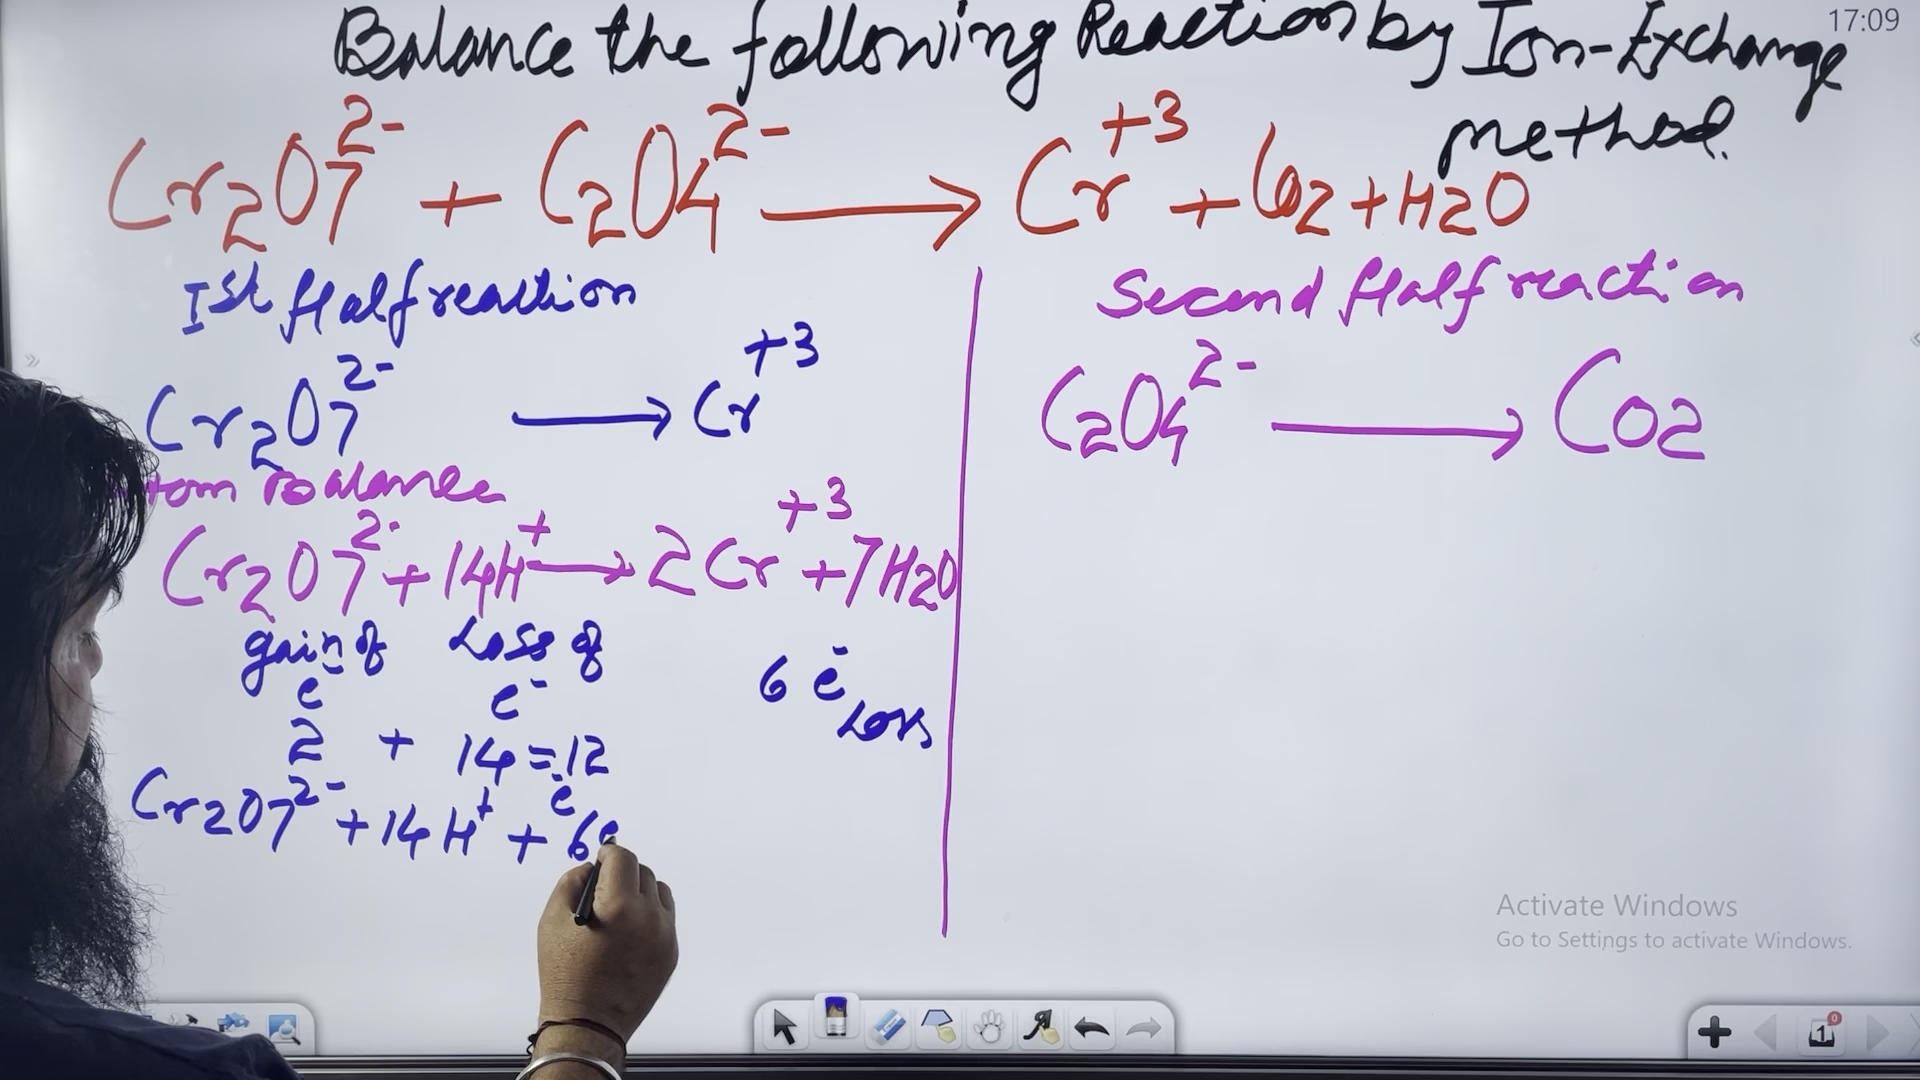 17:09
Balance the following Reaction by Ion-Exchange
method.
Cr2O7 2- + C2O4 2- → Cr +3 + CO2 + H2O
Ist Half reaction
Cr2O7 2- → Cr +3
tom Balance
Cr2O7 2- + 14H+ → 2Cr +3 + 7H2O
gain of e- Loss of e-
6 e- Loss
2 + 14 = 12 e-
Cr2O7 2- + 14H+ + 6e
Second Half reaction
C2O4 2- → CO2
Activate Windows
Go to Settings to activate Windows.
1
0